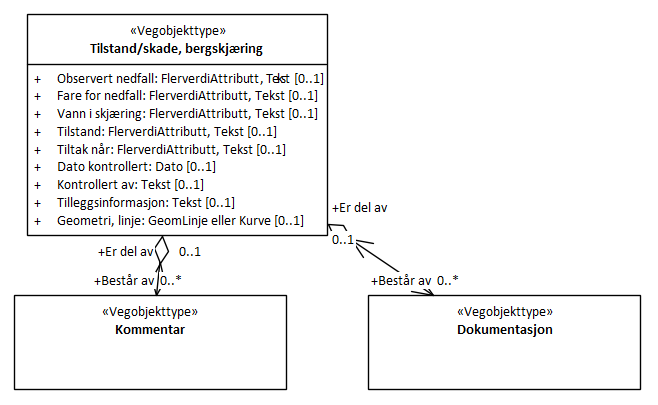 «Vegobjekttype»
Tilstand/skade, bergskjæring
+ Observert nedfall: FlerverdiAttributt, Tekst [0..1]
+ Fare for nedfall: FlerverdiAttributt, Tekst [0..1]
+ Vann i skjæring: FlerverdiAttributt, Tekst [0..1]
+ Tilstand: FlerverdiAttributt, Tekst [0..1]
+ Tiltak når: FlerverdiAttributt, Tekst [0..1]
+ Dato kontrollert: Dato [0..1]
+ Kontrollert av: Tekst [0..1]
+ Tilleggsinformasjon: Tekst [0..1]
+ Geometri, linje: GeomLinje eller Kurve [0..1]
+Er del av
0..1
+Er del av 0..1
+Består av 0..*
+Består av 0..*
«Vegobjekttype»
Kommentar
«Vegobjekttype»
Dokumentasjon